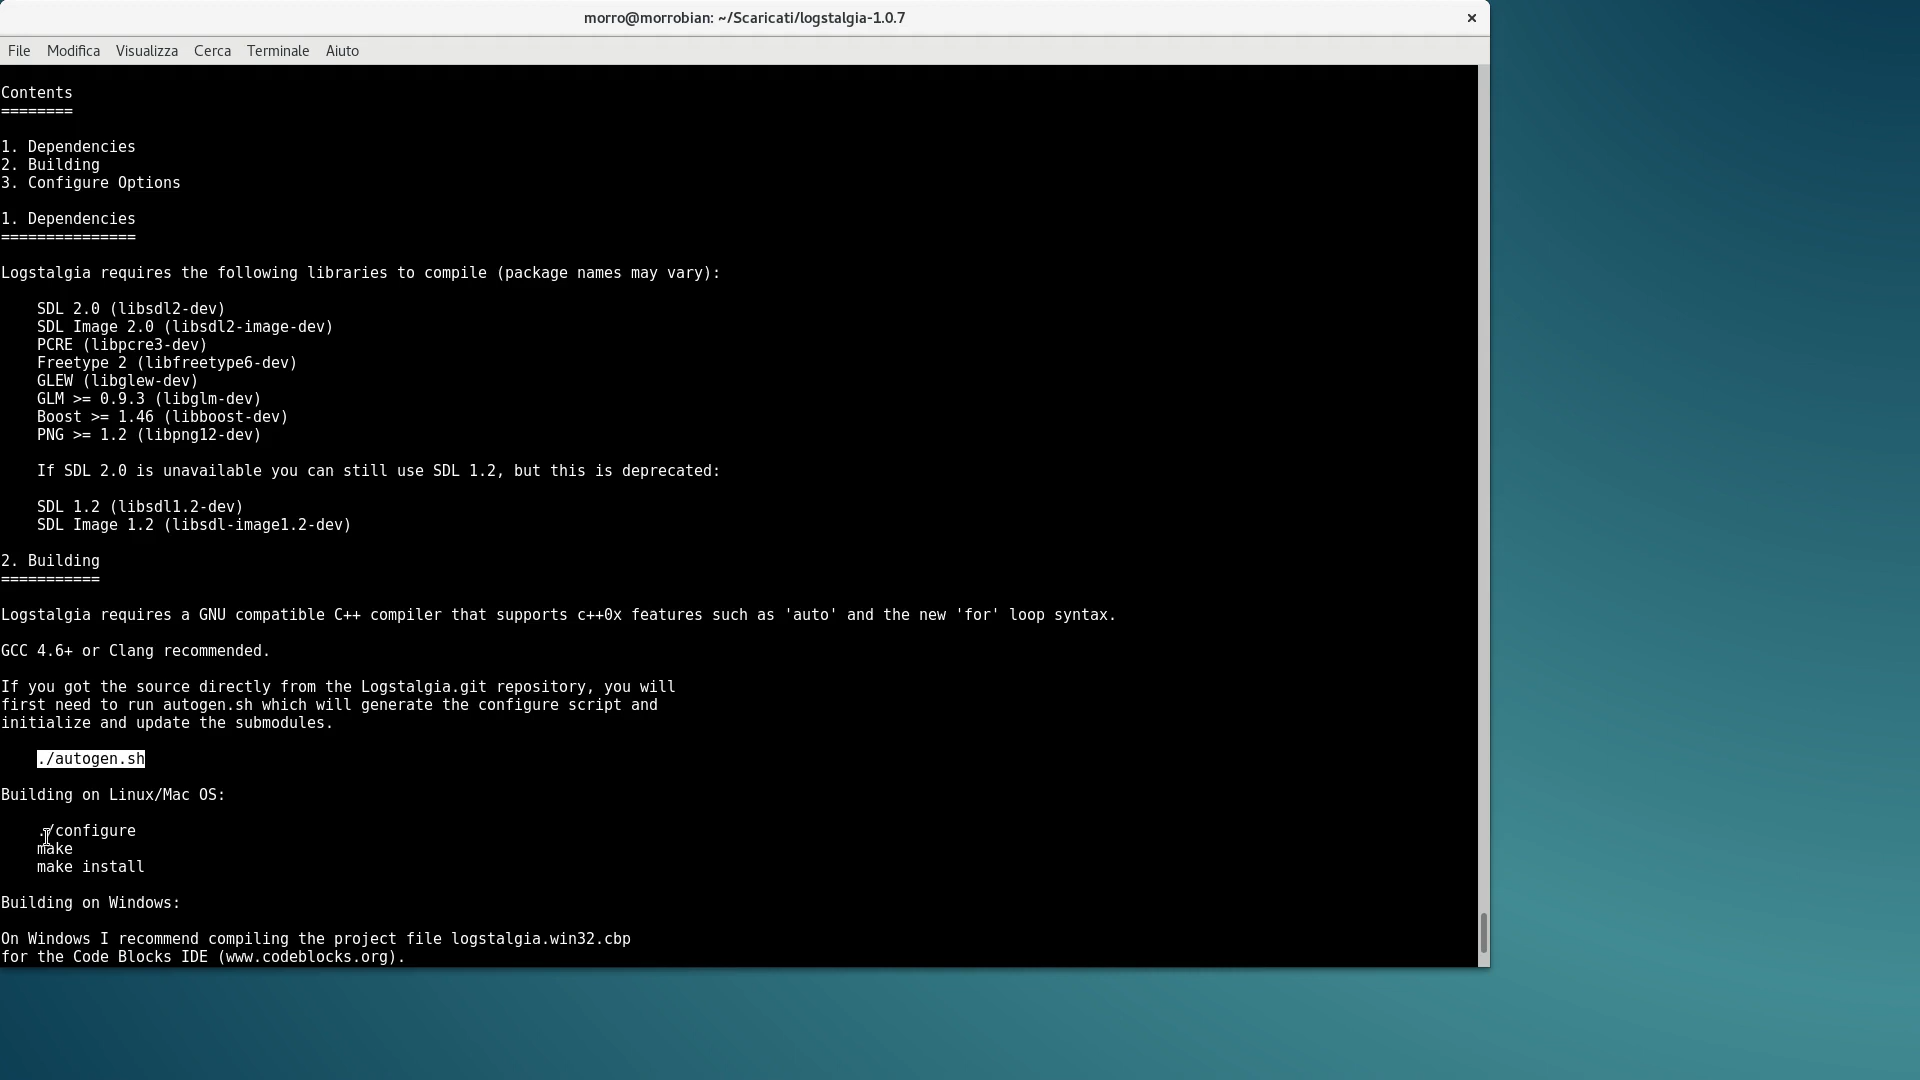 morro@morrobian: ~/Scaricati/logstalgia-1.0.7
×
File Modifica Visualizza Cerca Terminale Aiuto
Contents
========
1. Dependencies
2. Building
3. Configure Options
1. Dependencies
===============
Logstalgia requires the following libraries to compile (package names may vary):
SDL 2.0 (libsdl2-dev)
SDL Image 2.0 (libsdl2-image-dev)
PCRE (libpcre3-dev)
Freetype 2 (libfreetype6-dev)
GLEW (libglew-dev)
GLM >= 0.9.3 (libglm-dev)
Boost >= 1.46 (libboost-dev)
PNG >= 1.2 (libpng12-dev)
If SDL 2.0 is unavailable you can still use SDL 1.2, but this is deprecated:
SDL 1.2 (libsdl1.2-dev)
SDL Image 1.2 (libsdl-image1.2-dev)
2. Building
===========
Logstalgia requires a GNU compatible C++ compiler that supports c++0x features such as 'auto' and the new 'for' loop syntax.
GCC 4.6+ or Clang recommended.
If you got the source directly from the Logstalgia.git repository, you will
first need to run autogen.sh which will generate the configure script and
initialize and update the submodules.
./autogen.sh
Building on Linux/Mac OS:
./configure
make
make install
Building on Windows:
On Windows I recommend compiling the project file logstalgia.win32.cbp
for the Code Blocks IDE (www.codeblocks.org).